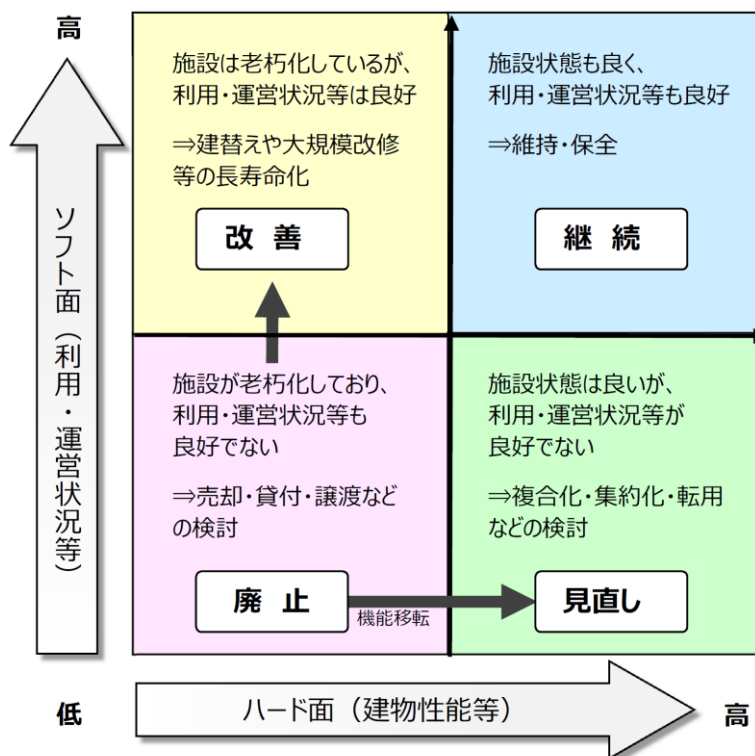 高
施設は老朽化しているが、
利用・運営状況等は良好
⇒建替えや大規模改修
等の長寿命化
改 善
施設状態も良く、
利用・運営状況等も良好
⇒維持・保全
継 続
ソフト面（利用・運営状況等）
施設が老朽化しており、
利用・運営状況等も
良好でない
⇒売却・貸付・譲渡など
の検討
廃 止
機能移転
施設状態は良いが、
利用・運営状況等が
良好でない
⇒複合化・集約化・転用
などの検討
見直し
低
ハード面（建物性能等）
高